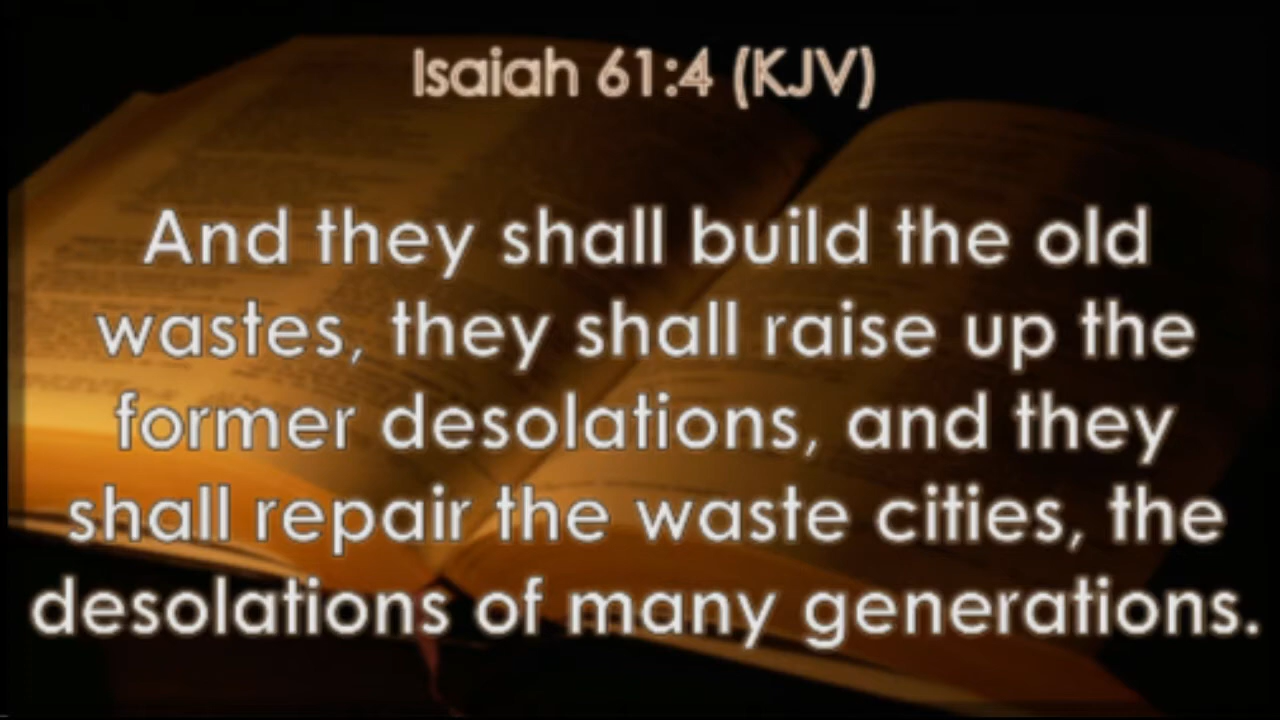 Isaiah 61:4 (KJV)
And they shall build the old
wastes, they shall raise up the
former desolations, and they
shall repair the waste cities, the
desolations of many generations.